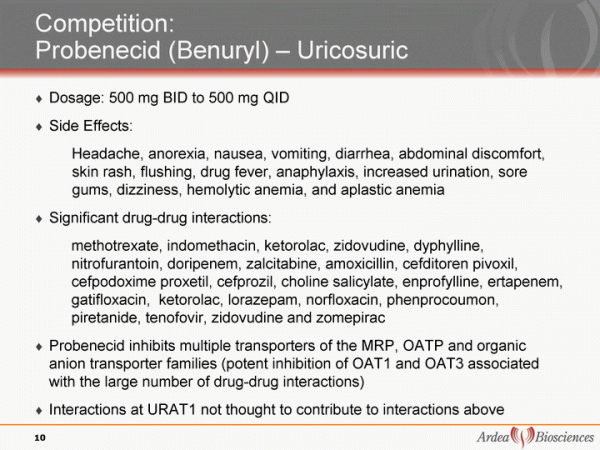 Competition:
Probenecid (Benuryl) – Uricosuric
♦ Dosage: 500 mg BID to 500 mg QID
♦ Side Effects:
Headache, anorexia, nausea, vomiting, diarrhea, abdominal discomfort,
skin rash, flushing, drug fever, anaphylaxis, increased urination, sore
gums, dizziness, hemolytic anemia, and aplastic anemia
♦ Significant drug-drug interactions:
methotrexate, indomethacin, ketorolac, zidovudine, dyphylline,
nitrofurantoin, doripenem, zalcitabine, amoxicillin, cefditoren pivoxil,
cefpodoxime proxetil, cefprozil, choline salicylate, enprofylline, ertapenem,
gatifloxacin, ketorolac, lorazepam, norfloxacin, phenprocoumon,
piretanide, tenofovir, zidovudine and zomepirac
♦ Probenecid inhibits multiple transporters of the MRP, OATP and organic
anion transporter families (potent inhibition of OAT1 and OAT3 associated
with the large number of drug-drug interactions)
♦ Interactions at URAT1 not thought to contribute to interactions above
10
Ardea Biosciences